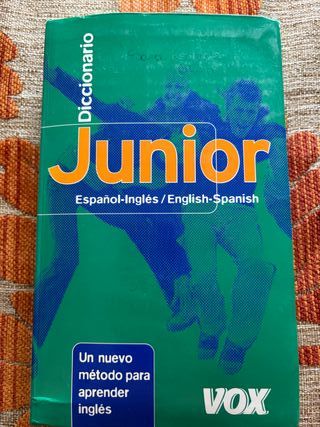 Diccionario
Junior
Español-Inglés / English-Spanish
Un nuevo
método para
aprender
inglés
VOX